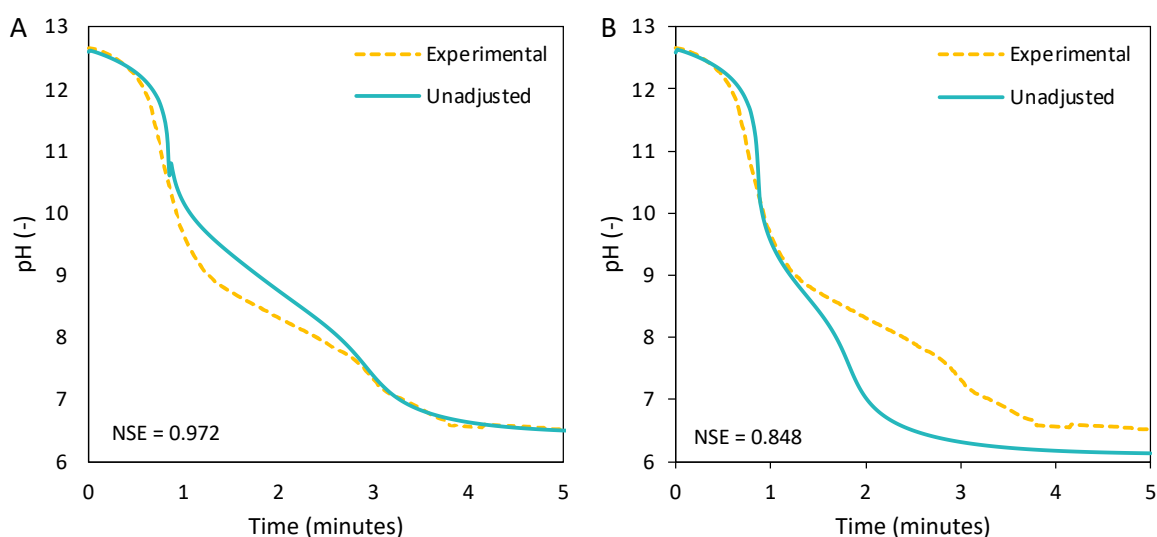 A
13
12
11
10
9
8
7
6
pH (-)
Experimental
Unadjusted
NSE = 0.972
0 1 2 3 4 5
Time (minutes)
B
13
12
11
10
9
8
7
6
pH (-)
Experimental
Unadjusted
NSE = 0.848
0 1 2 3 4 5
Time (minutes)